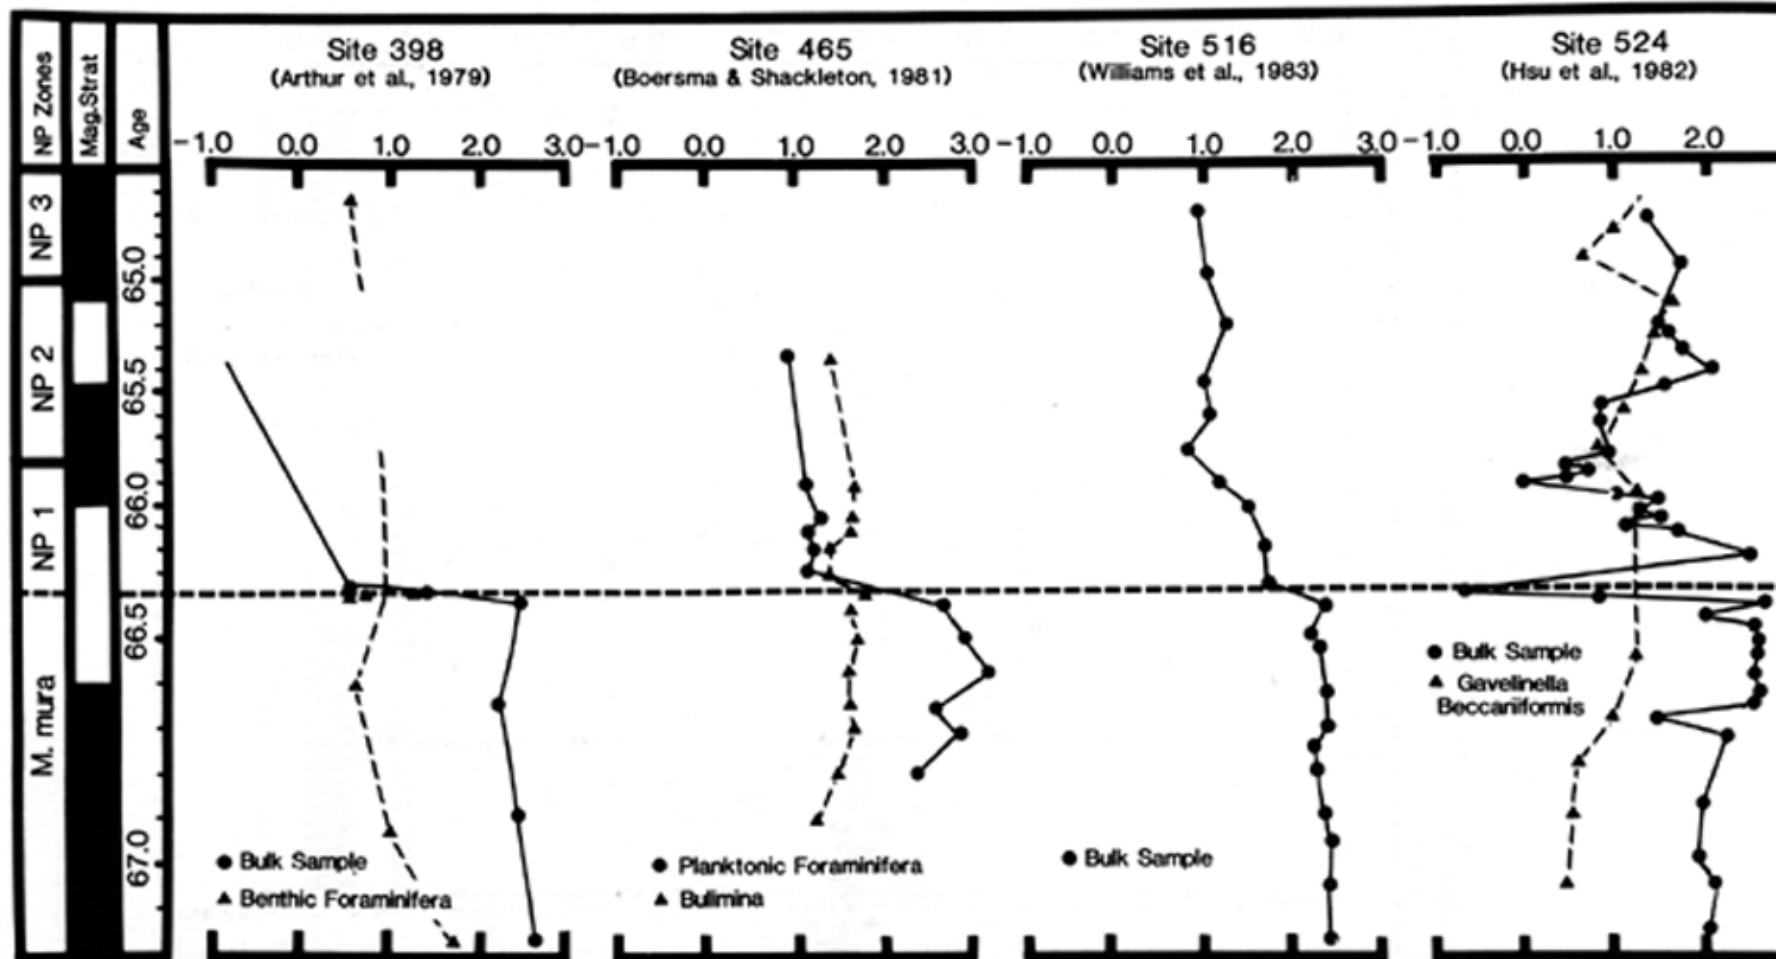 NP Zones
Mag.Strat
Age
Site 398
(Arthur et al., 1979)
Site 465
(Boersma & Shackleton, 1981)
Site 516
(Williams et al., 1983)
Site 524
(Hsu et al., 1982)
-1.0 0.0 1.0 2.0 3.0
-1.0 0.0 1.0 2.0 3.0
-1.0 0.0 1.0 2.0 3.0
-1.0 0.0 1.0 2.0
NP 3
NP 2
NP 1
M. mura
65.0
65.5
66.0
66.5
67.0
Bulk Sample
Benthic Foraminifera
Planktonic Foraminifera
Bulimina
Bulk Sample
Bulk Sample
Gavelinella
Beccariiformis